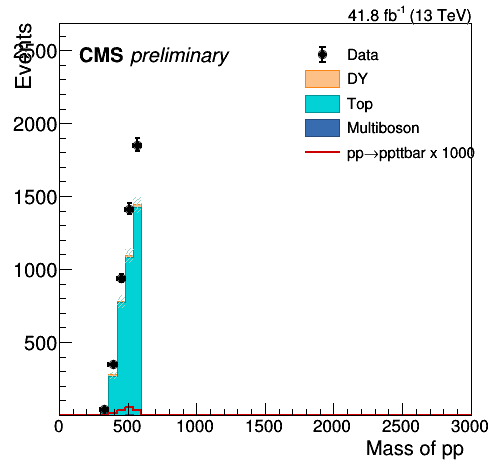 41.8 fb⁻¹ (13 TeV)
CMS preliminary
Data
DY
Top
Multiboson
pp→ppttbar x 1000
Events
2500
2000
1500
1000
500
0 500 1000 1500 2000 2500 3000
Mass of pp